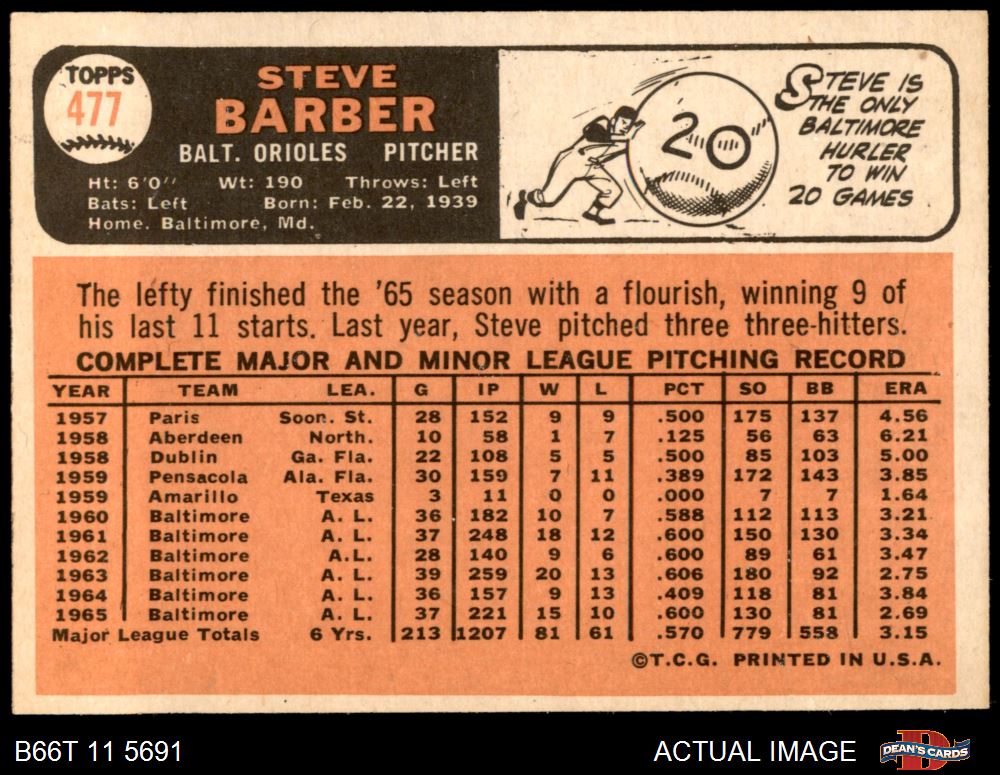 TOPPS
477
STEVE
BARBER
BALT. ORIOLES PITCHER
Ht: 6'0" Wt: 190 Throws: Left
Bats: Left Born: Feb. 22, 1939
Home. Baltimore, Md.
20
STEVE IS
THE ONLY
BALTIMORE
HURLER
TO WIN
20 GAMES
The lefty finished the '65 season with a flourish, winning 9 of
his last 11 starts. Last year, Steve pitched three three-hitters.
COMPLETE MAJOR AND MINOR LEAGUE PITCHING RECORD
YEAR TEAM LEA. G IP W L PCT SO BB ERA
1957 Paris Soon. St. 28 152 9 9 .500 175 137 4.56
1958 Aberdeen North. 10 58 1 7 .125 56 63 6.21
1958 Dublin Ga. Fla. 22 108 5 5 .500 85 103 5.00
1959 Pensacola Ala. Fla. 30 159 7 11 .389 172 143 3.85
1959 Amarillo Texas 3 11 0 0 .000 7 7 1.64
1960 Baltimore A. L. 36 182 10 7 .588 112 113 3.21
1961 Baltimore A. L. 37 248 18 12 .600 150 130 3.34
1962 Baltimore A.L. 28 140 9 6 .600 89 61 3.47
1963 Baltimore A. L. 39 259 20 13 .606 180 92 2.75
1964 Baltimore A. L. 36 157 9 13 .409 118 81 3.84
1965 Baltimore A. L. 37 221 15 10 .600 130 81 2.69
Major League Totals 6 Yrs. 213 1207 81 61 .570 779 558 3.15
©T.C.G. PRINTED IN U.S.A.
B66T 11 5691 ACTUAL IMAGE
DEAN'S CARDS